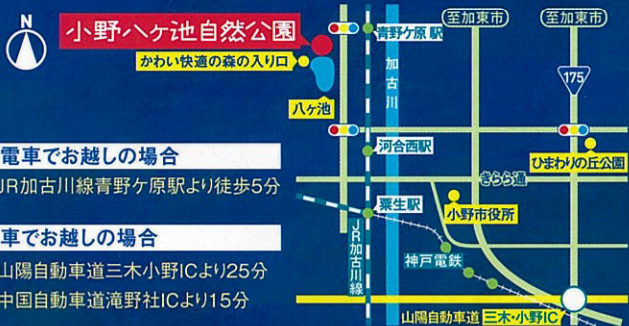 N
小野八ヶ池自然公園
かわい快適の森の入り口
八ヶ池
青野ケ原 駅
加古川
至加東市
至加東市
175
電車でお越しの場合
JR加古川線青野ケ原駅より徒歩5分
河合西駅
ひまわりの丘公園
きらら通
粟生駅
小野市役所
車でお越しの場合
山陽自動車道三木小野ICより25分
中国自動車道滝野社ICより15分
JR加古川線
神戸電鉄
山陽自動車道 三木・小野IC